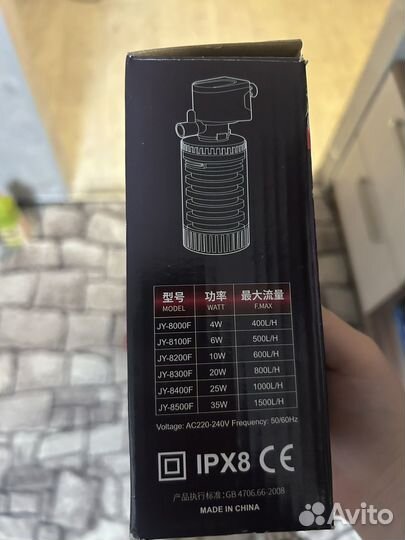 型号 功率 最大流量
MODEL WATT F.MAX
JY-8000F 4W 400L/H
JY-8100F 6W 500L/H
JY-8200F 10W 600L/H
JY-8300F 20W 800L/H
JY-8400F 25W 1000L/H
JY-8500F 35W 1500L/H
Voltage: AC220-240V Frequency: 50/60Hz
IPX8 CE
产品执行标准: GB 4706.66-2008
MADE IN CHINA
Avito